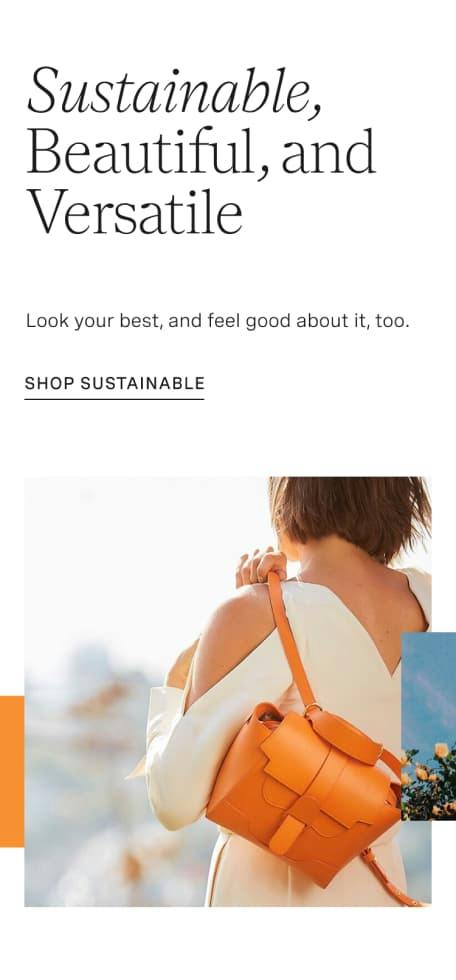 Sustainable,
Beautiful, and
Versatile
Look your best, and feel good about it, too.
SHOP SUSTAINABLE